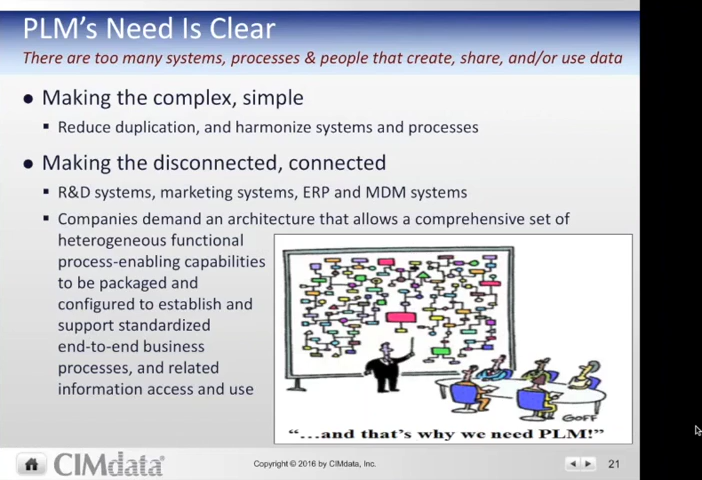 PLM's Need Is Clear
There are too many systems, processes & people that create, share, and/or use data
● Making the complex, simple
▪ Reduce duplication, and harmonize systems and processes
● Making the disconnected, connected
▪ R&D systems, marketing systems, ERP and MDM systems
▪ Companies demand an architecture that allows a comprehensive set of
heterogeneous functional
process-enabling capabilities
to be packaged and
configured to establish and
support standardized
end-to-end business
processes, and related
information access and use
GOFF
“...and that's why we need PLM!”
CIMdata®
Copyright © 2016 by CIMdata, Inc.
21